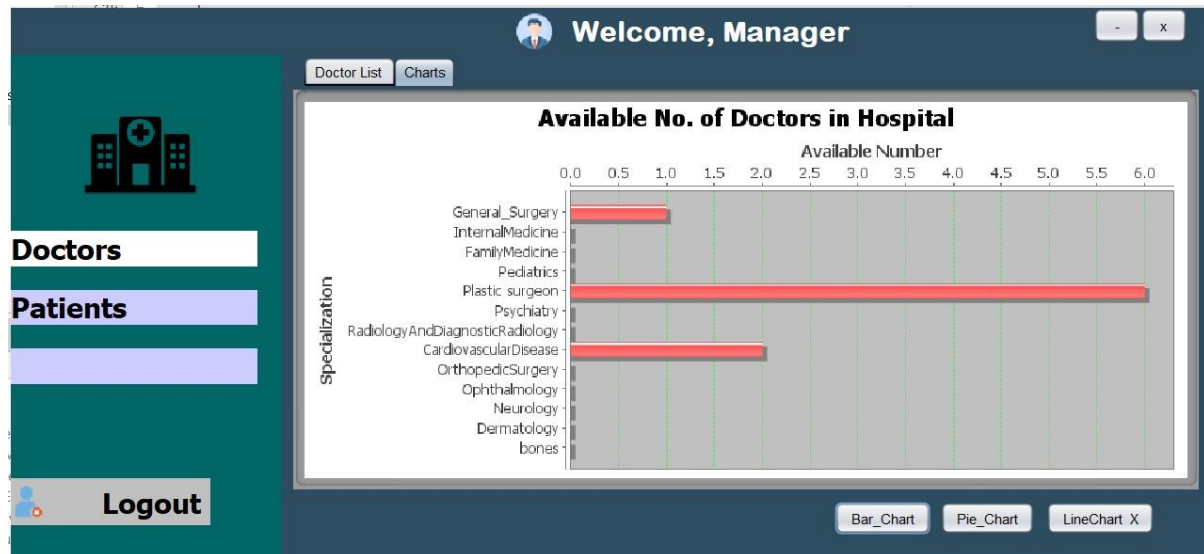 Welcome, Manager
-
x
Doctor List
Charts
Doctors
Patients
Logout
Available No. of Doctors in Hospital
Available Number
0.0 0.5 1.0 1.5 2.0 2.5 3.0 3.5 4.0 4.5 5.0 5.5 6.0
Specialization
General_Surgery
InternalMedicine
FamilyMedicine
Pediatrics
Plastic surgeon
Psychiatry
RadiologyAndDiagnosticRadiology
CardiovascularDisease
OrthopedicSurgery
Ophthalmology
Neurology
Dermatology
bones
Bar_Chart
Pie_Chart
LineChart X